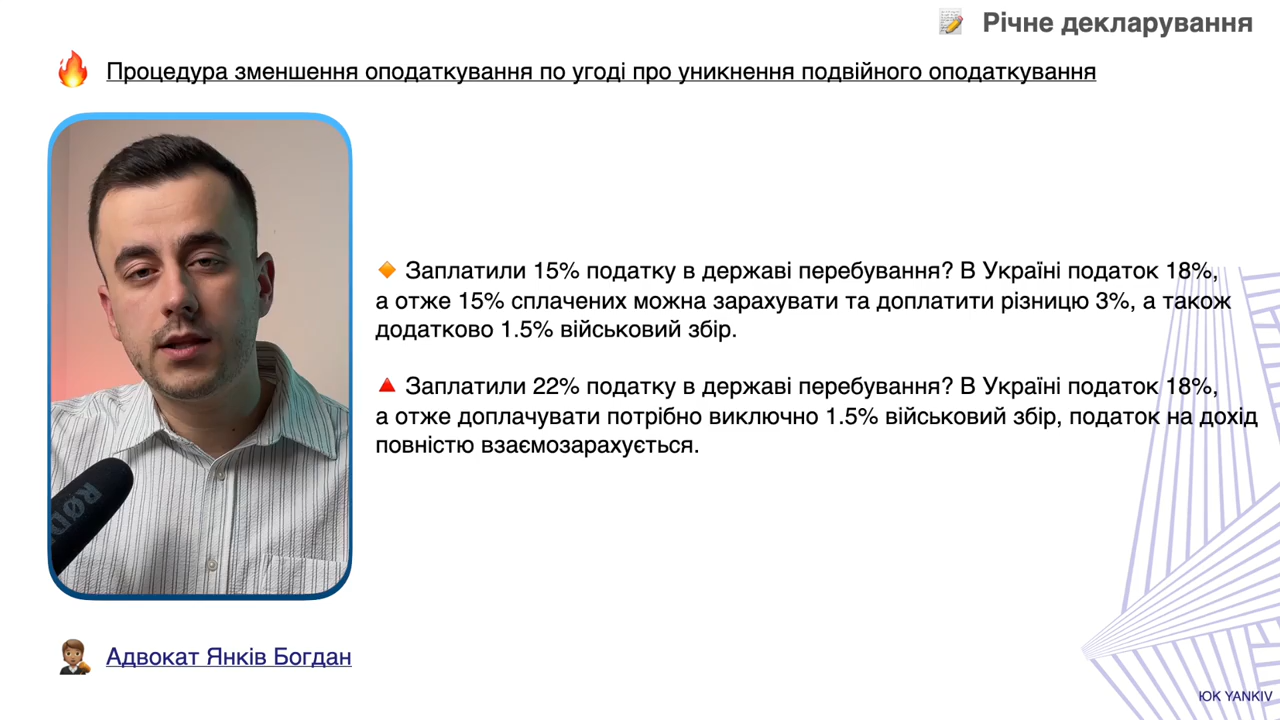 Річне декларування
Процедура зменшення оподаткування по угоді про уникнення подвійного оподаткування
Заплатили 15% податку в державі перебування? В Україні податок 18%,
а отже 15% сплачених можна зарахувати та доплатити різницю 3%, а також
додатково 1.5% військовий збір.
Заплатили 22% податку в державі перебування? В Україні податок 18%,
а отже доплачувати потрібно виключно 1.5% військовий збір, податок на дохід
повністю взаємозарахується.
RØD
Адвокат Янків Богдан
ЮК YANKIV